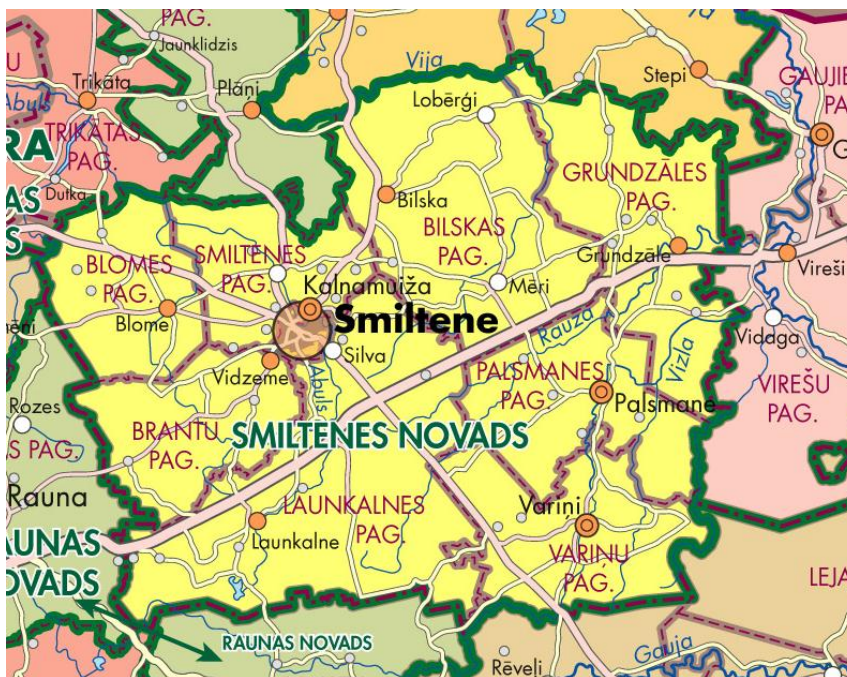 PAG.
Jaunklidzis
Trikāta
Abuls
Plāņi
Vija
Stepi
GAUJIE
PA
Lobērģi
TRIKĀTAS
PAG.
RA
Dutka
AS
S
Bilska
GRUNDZĀLES
PAG.
BILSKAS
PAG.
SMILTENES
PAG.
BLOMES
PAG.
Grundzāle
Vireši
Kalnamuiža
Mēri
Smiltene
Blome
Rauza
Vidaga
Silva
Vizla
Vidzeme
Abuls
PALSMANES
PAG.
VIREŠU
PAG.
Palsmane
Rozes
BRANTU
PAG.
SMILTENES NOVADS
S PAG.
Rauna
LAUNKALNES
PAG.
Variņi
Launkalne
AUNAS
OVADS
VARIŅU
PAG.
LEJA
RAUNAS NOVADS
Gauja
Rēveļi